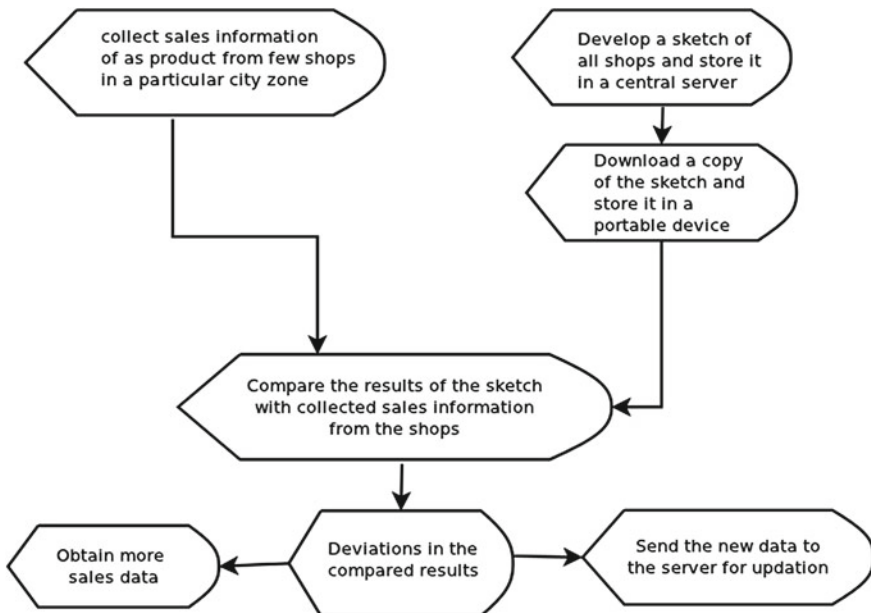 collect sales information
of as product from few shops
in a particular city zone
Develop a sketch of
all shops and store it
in a central server
Download a copy
of the sketch and
store it in a
portable device
Compare the results of the sketch
with collected sales information
from the shops
Obtain more
sales data
Deviations in the
compared results
Send the new data to
the server for updation